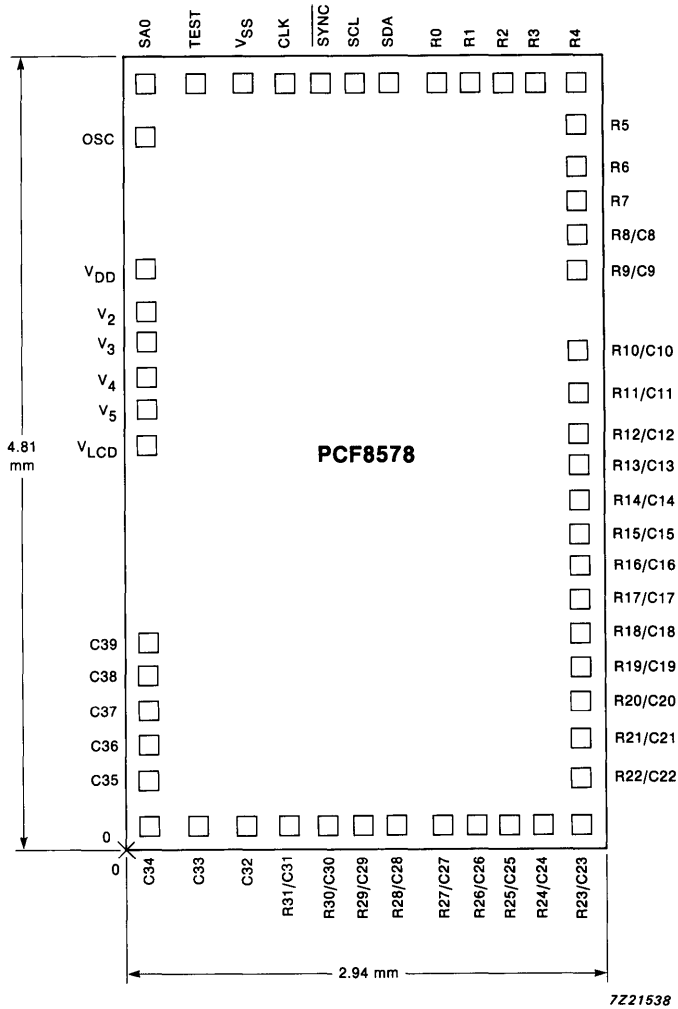 SA0 TEST VSS CLK SYNC SCL SDA R0 R1 R2 R3 R4
OSC
R5
R6
R7
R8/C8
VDD
R9/C9
V2
V3
R10/C10
V4
R11/C11
V5
R12/C12
4.81
mm
VLCD
PCF8578
R13/C13
R14/C14
R15/C15
R16/C16
R17/C17
R18/C18
C39
R19/C19
C38
R20/C20
C37
R21/C21
C36
R22/C22
C35
0
0
C34 C33 C32 R31/C31 R30/C30 R29/C29 R28/C28 R27/C27 R26/C26 R25/C25 R24/C24 R23/C23
2.94 mm
7Z21538